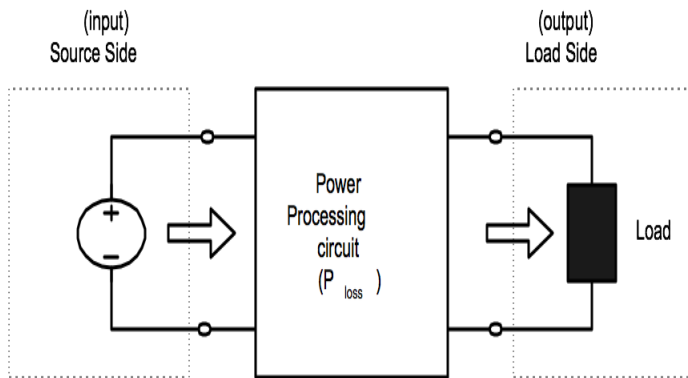 (input)
Source Side
(output)
Load Side
+
−
Power
Processing
circuit
(P loss )
Load